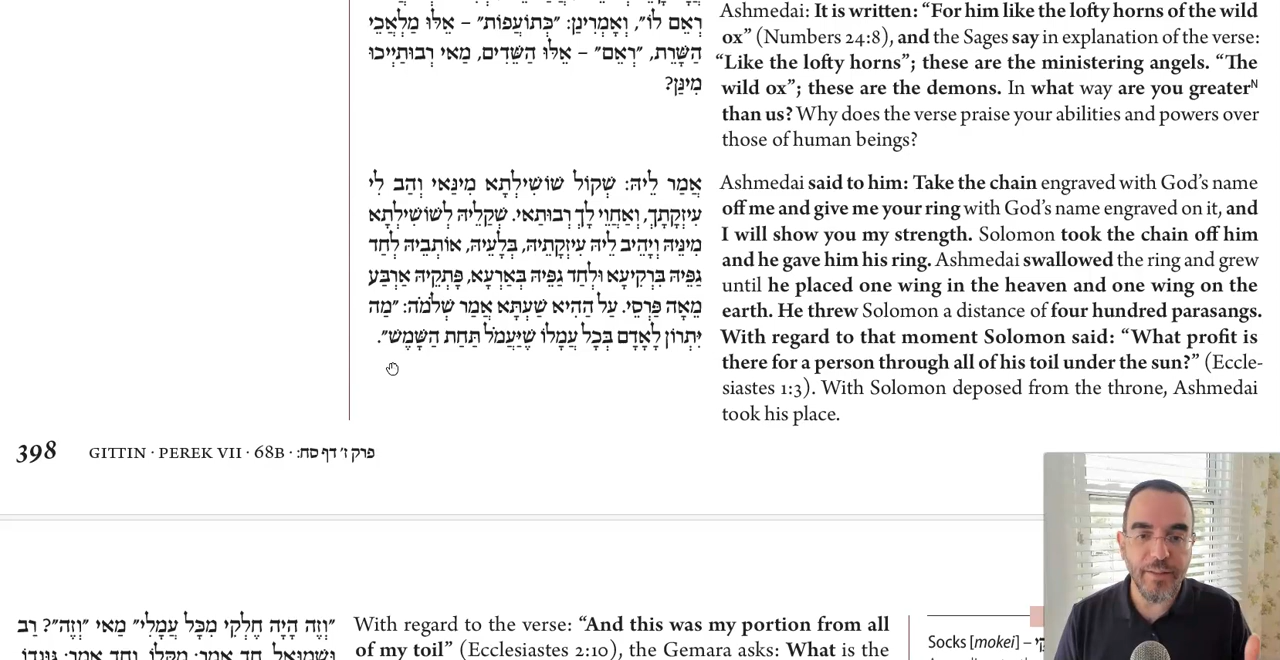 רְאֵם לוֹ״, וְאָמְרִינַן: ״כְּתוֹעֲפוֹת״ – אֵלּוּ מַלְאֲכֵי
הַשָּׁרֵת, ״רְאֵם״ – אֵלּוּ הַשֵּׁדִים, מַאי רְבוּתַיְיכוּ
מִינַּן?
Ashmedai: It is written: “For him like the lofty horns of the wild
ox” (Numbers 24:8), and the Sages say in explanation of the verse:
“Like the lofty horns”; these are the ministering angels. “The
wild ox”; these are the demons. In what way are you greaterᴺ
than us? Why does the verse praise your abilities and powers over
those of human beings?
אֲמַר לֵיהּ: שְׁקוֹל שׁוֹשִׁילְתָּא מִינַּאי וְהַב לִי
עִיזְקָתָךְ, וְאַחֲוֵי לָךְ רְבוּתַאי. שַׁקְלֵיהּ לְשׁוֹשִׁילְתָּא
מִינֵּיהּ וִיהֵיב לֵיהּ עִיזְקְתֵיהּ, בַּלְעֵיהּ, אוֹתְבֵיהּ לְחַד
גַּפֵּיהּ בִּרְקִיעָא וּלְחַד גַּפֵּיהּ בְּאַרְעָא, פְּתַקֵיהּ אַרְבַּע
מְאָה פַּרְסֵי. עַל הַהִיא שַׁעְתָּא אֲמַר שְׁלֹמֹה: ״מַה
יִּתְרוֹן לָאָדָם בְּכׇל עֲמָלוֹ שֶׁיַּעֲמֹל תַּחַת הַשָּׁמֶשׁ״.
Ashmedai said to him: Take the chain engraved with God’s name
off me and give me your ring with God’s name engraved on it, and
I will show you my strength. Solomon took the chain off him
and he gave him his ring. Ashmedai swallowed the ring and grew
until he placed one wing in the heaven and one wing on the
earth. He threw Solomon a distance of four hundred parasangs.
With regard to that moment Solomon said: “What profit is
there for a person through all of his toil under the sun?” (Eccle-
siastes 1:3). With Solomon deposed from the throne, Ashmedai
took his place.
398 GITTIN · PEREK VII · 68B · פרק ז׳ דף סח:
״וְזֶה הָיָה חֶלְקִי מִכׇּל עֲמָלִי״ מַאי ״וְזֶה״? רַב
וּשְׁמוּאֵל, חַד אָמַר: מַקְלוֹ, וְחַד אָמַר: גּוּנְדּוֹ
With regard to the verse: “And this was my portion from all
of my toil” (Ecclesiastes 2:10), the Gemara asks: What is the
Socks [mokei] –